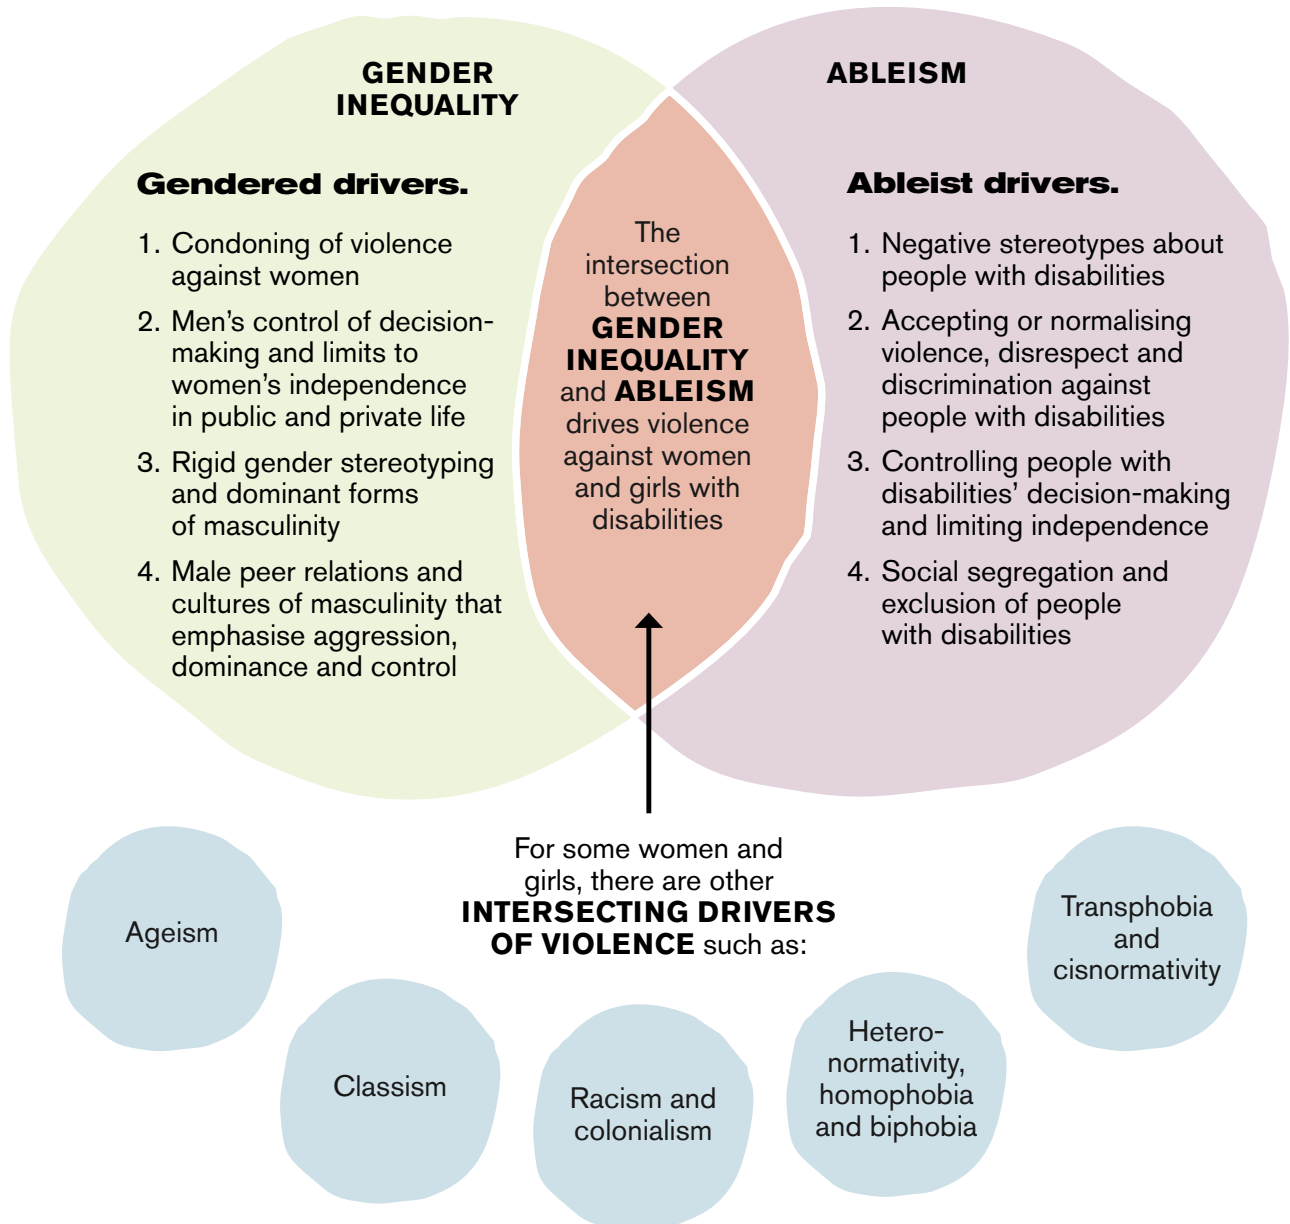 GENDER
INEQUALITY
Gendered drivers.
1. Condoning of violence
against women
2. Men’s control of decision-
making and limits to
women’s independence
in public and private life
3. Rigid gender stereotyping
and dominant forms
of masculinity
4. Male peer relations and
cultures of masculinity that
emphasise aggression,
dominance and control
The
intersection
between
GENDER
INEQUALITY
and ABLEISM
drives violence
against women
and girls with
disabilities
ABLEISM
Ableist drivers.
1. Negative stereotypes about
people with disabilities
2. Accepting or normalising
violence, disrespect and
discrimination against
people with disabilities
3. Controlling people with
disabilities’ decision-making
and limiting independence
4. Social segregation and
exclusion of people
with disabilities
For some women and
girls, there are other
INTERSECTING DRIVERS
OF VIOLENCE such as:
Ageism
Classism
Racism and
colonialism
Hetero-
normativity,
homophobia
and biphobia
Transphobia
and
cisnormativity